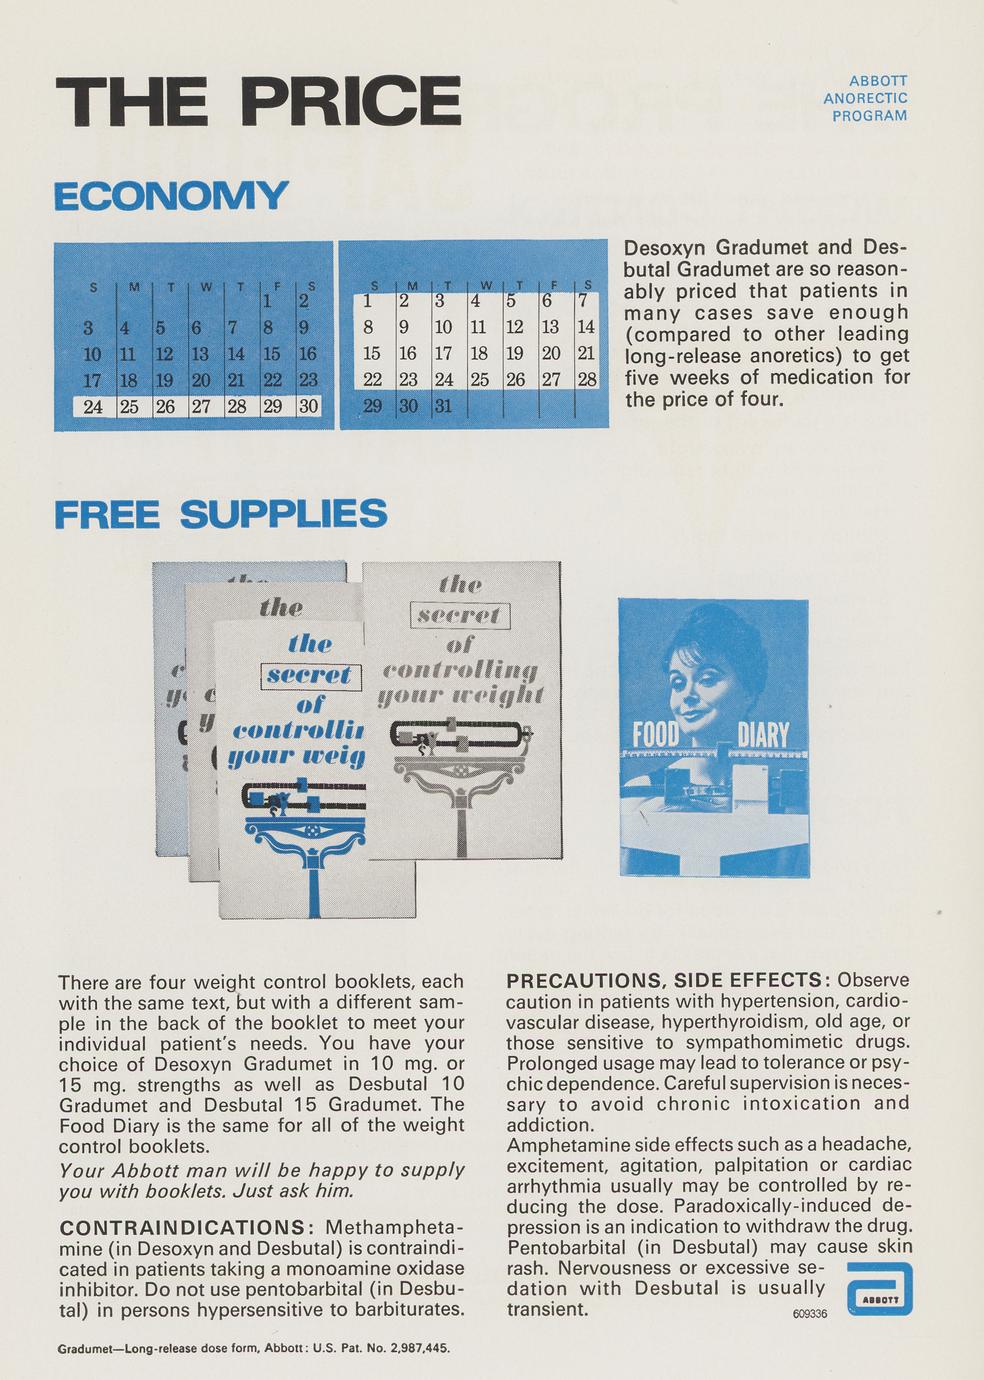 THE PRICE
ABBOTT
ANORECTIC
PROGRAM
ECONOMY
S M T W T F S
1 2
3 4 5 6 7 8 9
10 11 12 13 14 15 16
17 18 19 20 21 22 23
24 25 26 27 28 29 30
S M T W T F S
1 2 3 4 5 6 7
8 9 10 11 12 13 14
15 16 17 18 19 20 21
22 23 24 25 26 27 28
29 30 31
Desoxyn Gradumet and Des-
butal Gradumet are so reason-
ably priced that patients in
many cases save enough
(compared to other leading
long-release anoretics) to get
five weeks of medication for
the price of four.
FREE SUPPLIES
the
c
y
the
c
y
the
secret
of
controllin
your weig
the
secret
of
controlling
your weight
FOOD DIARY
There are four weight control booklets, each
with the same text, but with a different sam-
ple in the back of the booklet to meet your
individual patient's needs. You have your
choice of Desoxyn Gradumet in 10 mg. or
15 mg. strengths as well as Desbutal 10
Gradumet and Desbutal 15 Gradumet. The
Food Diary is the same for all of the weight
control booklets.
Your Abbott man will be happy to supply
you with booklets. Just ask him.
CONTRAINDICATIONS: Methampheta-
mine (in Desoxyn and Desbutal) is contraindi-
cated in patients taking a monoamine oxidase
inhibitor. Do not use pentobarbital (in Desbu-
tal) in persons hypersensitive to barbiturates.
PRECAUTIONS, SIDE EFFECTS: Observe
caution in patients with hypertension, cardio-
vascular disease, hyperthyroidism, old age, or
those sensitive to sympathomimetic drugs.
Prolonged usage may lead to tolerance or psy-
chic dependence. Careful supervision is neces-
sary to avoid chronic intoxication and
addiction.
Amphetamine side effects such as a headache,
excitement, agitation, palpitation or cardiac
arrhythmia usually may be controlled by re-
ducing the dose. Paradoxically-induced de-
pression is an indication to withdraw the drug.
Pentobarbital (in Desbutal) may cause skin
rash. Nervousness or excessive se-
dation with Desbutal is usually
transient.
609336
ABBOTT
Gradumet—Long-release dose form, Abbott: U.S. Pat. No. 2,987,445.